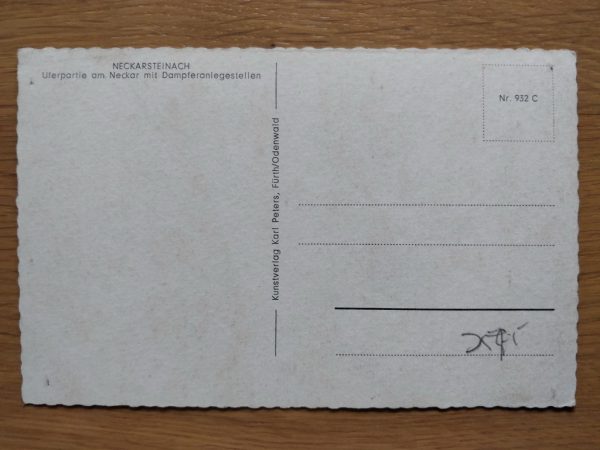 NECKARSTEINACH
Uferpartie am Neckar mit Dampferanlegestellen
Kunstverlag Karl Peters, Fürth/Odenwald
Nr. 932 C